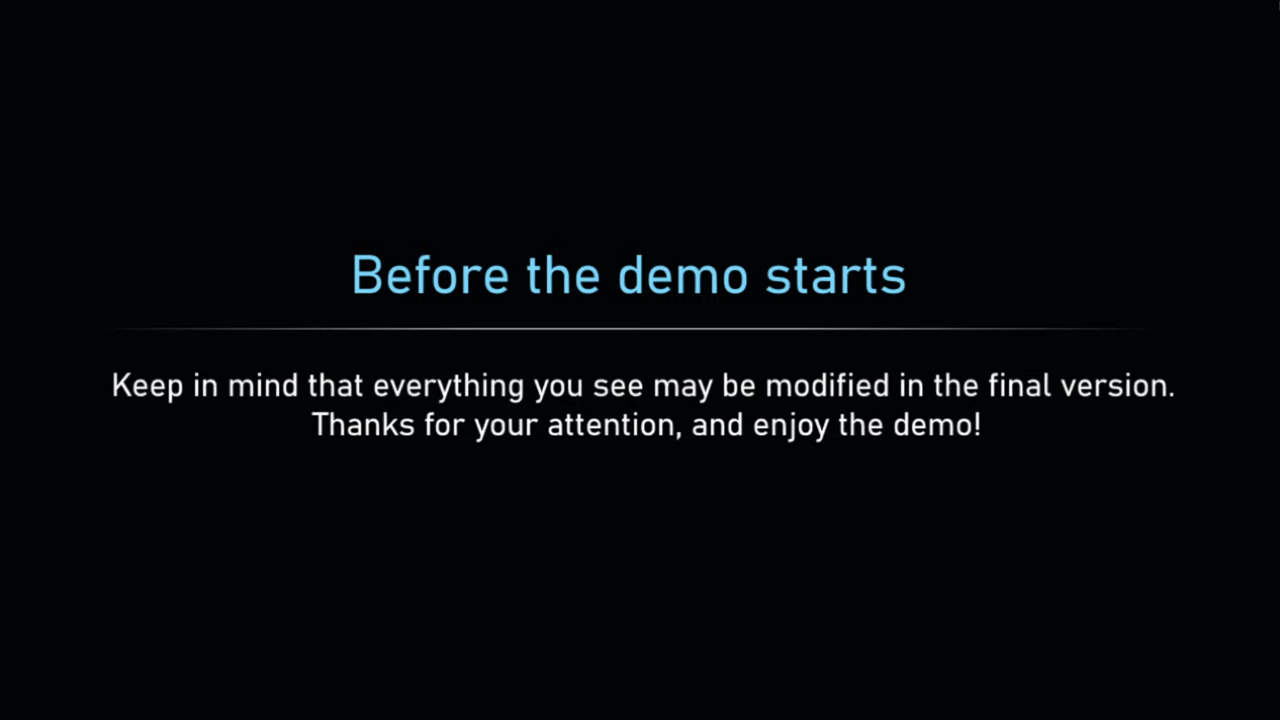 Before the demo starts
Keep in mind that everything you see may be modified in the final version.
Thanks for your attention, and enjoy the demo!